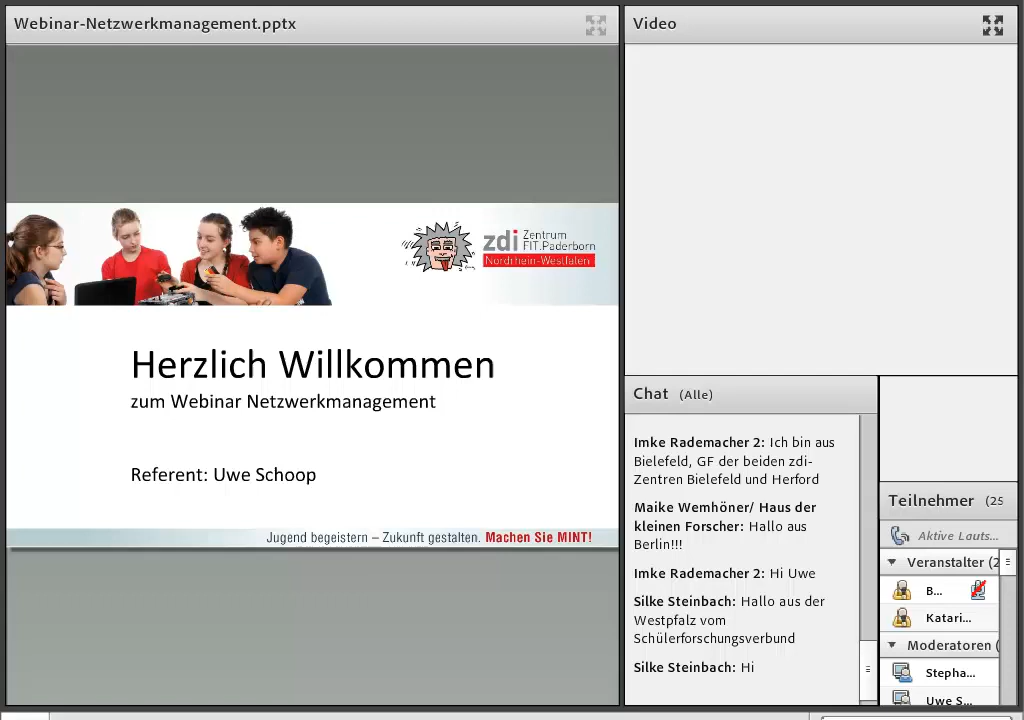 Webinar-Netzwerkmanagement.pptx
zdi Zentrum
FIT.Paderborn
Nordrhein-Westfalen
Herzlich Willkommen
zum Webinar Netzwerkmanagement
Referent: Uwe Schoop
Jugend begeistern – Zukunft gestalten. Machen Sie MINT!
Video
Chat (Alle)
Imke Rademacher 2: Ich bin aus
Bielefeld, GF der beiden zdi-
Zentren Bielefeld und Herford
Maike Wemhöner/ Haus der
kleinen Forscher: Hallo aus
Berlin!!!
Imke Rademacher 2: Hi Uwe
Silke Steinbach: Hallo aus der
Westpfalz vom
Schülerforschungsverbund
Silke Steinbach: Hi
Teilnehmer (25
Aktive Lauts...
Veranstalter (2
B...
Katari...
Moderatoren (
Stepha...
Uwe S...